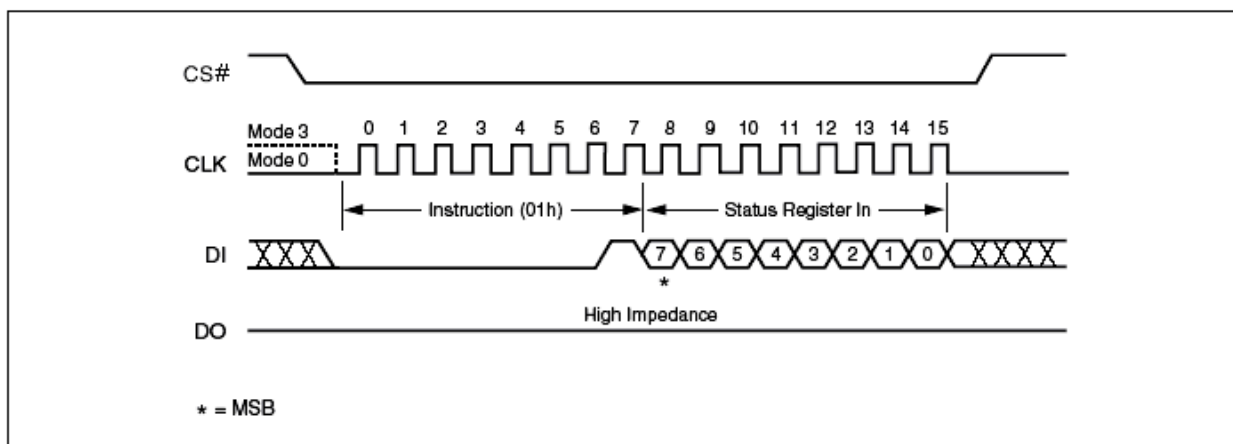 CS#
Mode 3
0 1 2 3 4 5 6 7 8 9 10 11 12 13 14 15
CLK
Mode 0
Instruction (01h)
Status Register In
DI
7 6 5 4 3 2 1 0
*
High Impedance
DO
* = MSB